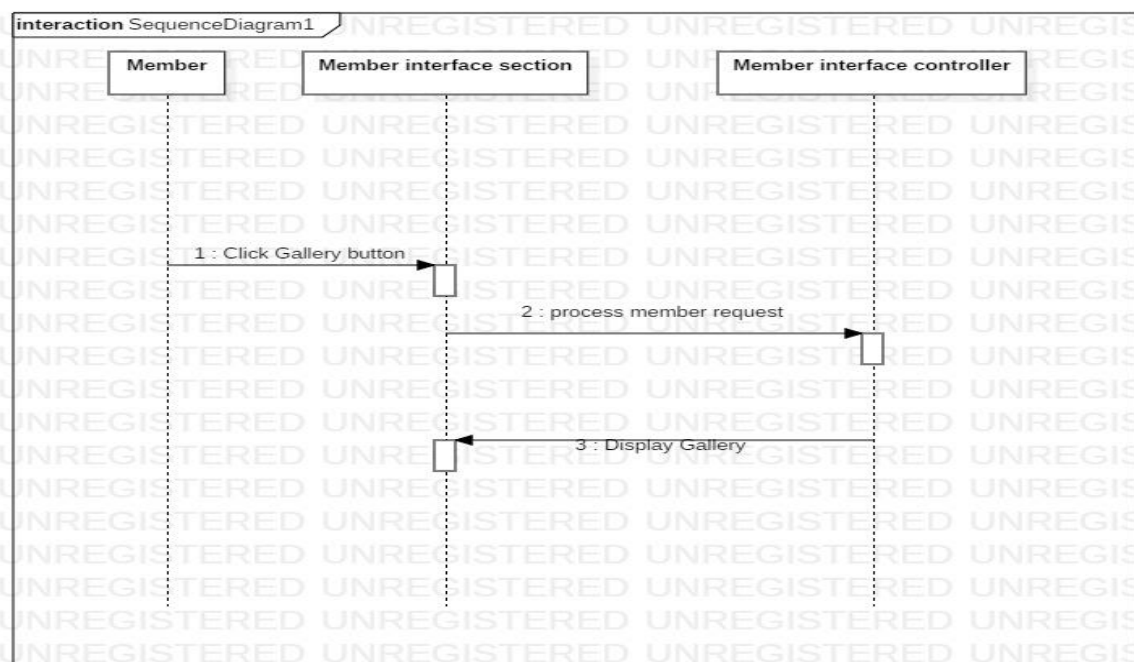 interaction SequenceDiagram1
Member
Member interface section
Member interface controller
1 : Click Gallery button
2 : process member request
3 : Display Gallery
UNREGISTERED UNREGISTERED UNREGISTERED UNREGIS